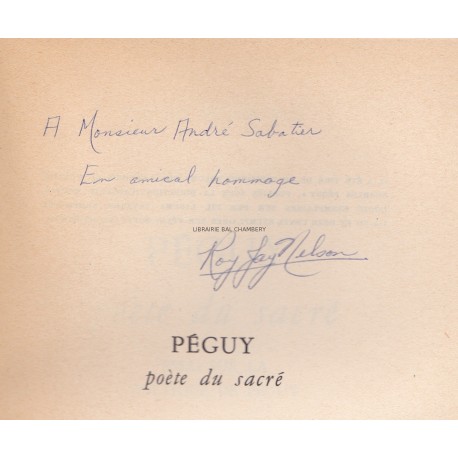 A Monsieur André Sabatier
En amical hommage
LIBRAIRIE BAL CHAMBERY
Roy Jay Nelson
PÉGUY
poète du sacré